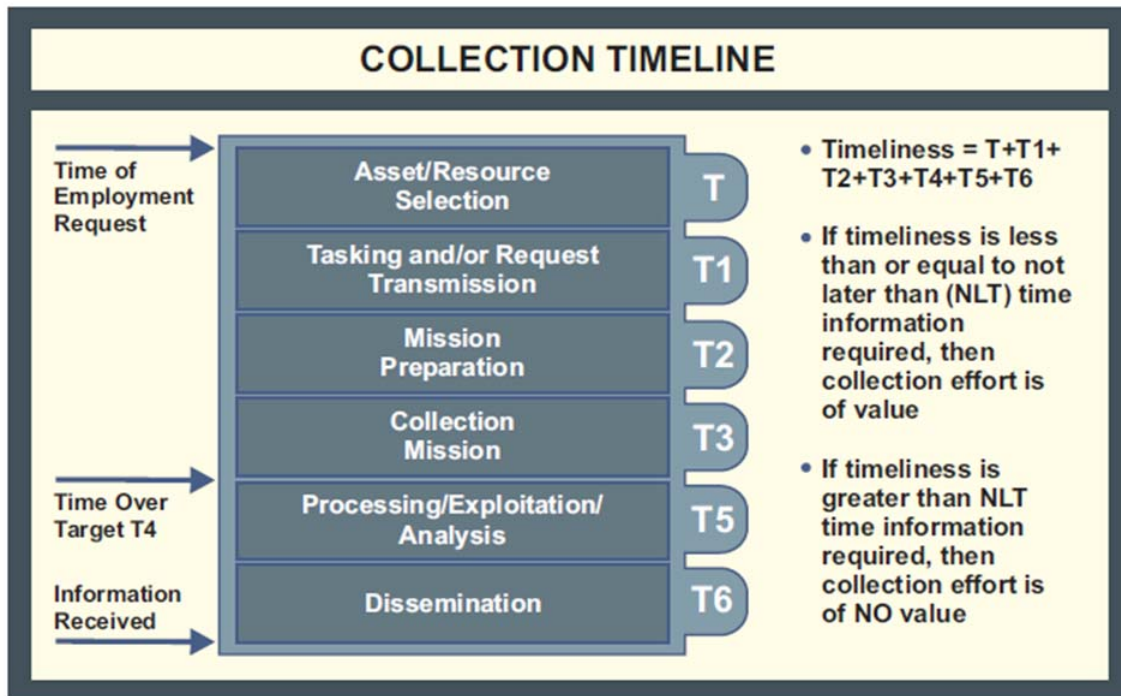 COLLECTION TIMELINE
Time of
Employment
Request
Asset/Resource
Selection
T
Tasking and/or Request
Transmission
T1
Mission
Preparation
T2
Collection
Mission
T3
Time Over
Target T4
Processing/Exploitation/
Analysis
T5
Information
Received
Dissemination
T6
• Timeliness = T+T1+
T2+T3+T4+T5+T6
• If timeliness is less
than or equal to not
later than (NLT) time
information
required, then
collection effort is
of value
• If timeliness is
greater than NLT
time information
required, then
collection effort is
of NO value